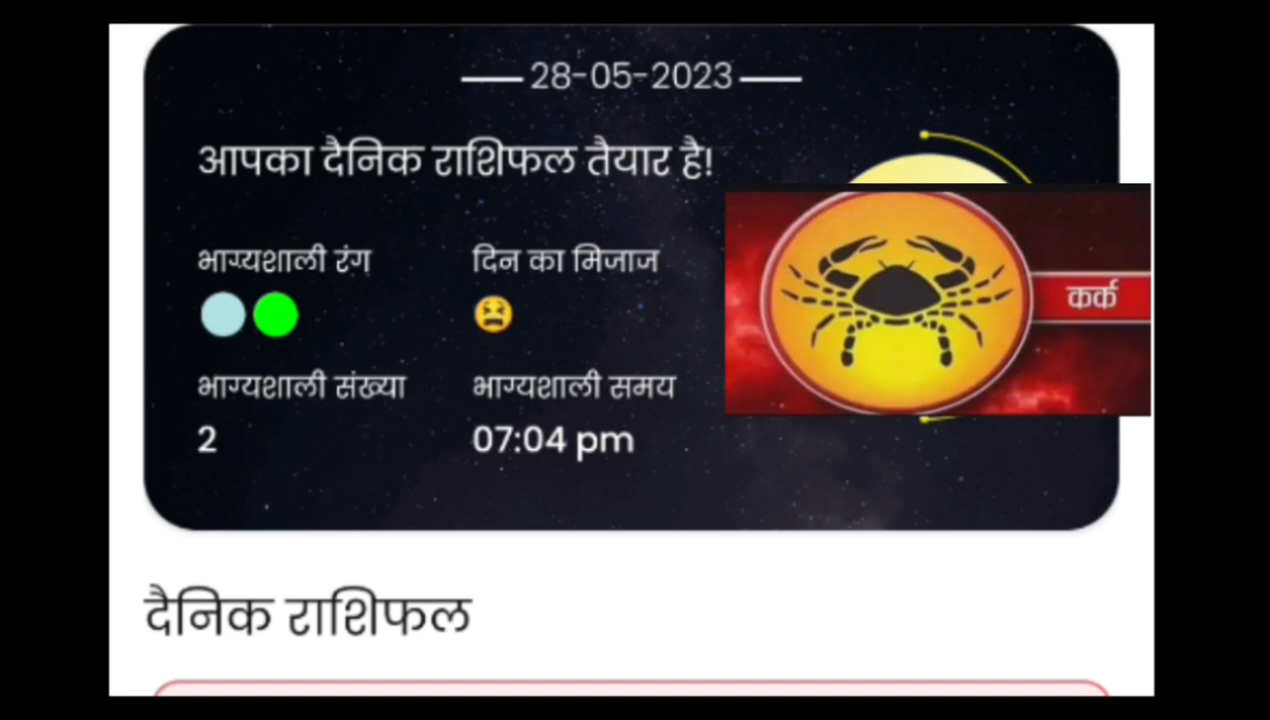 28-05-2023
आपका दैनिक राशिफल तैयार है!
भाग्यशाली रंग
दिन का मिजाज
भाग्यशाली संख्या
भाग्यशाली समय
2
07:04 pm
कर्क
दैनिक राशिफल